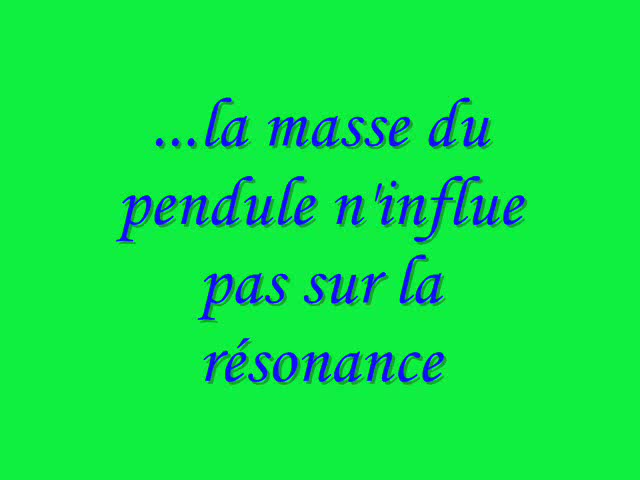 ...la masse du
pendule n'influe
pas sur la
résonance